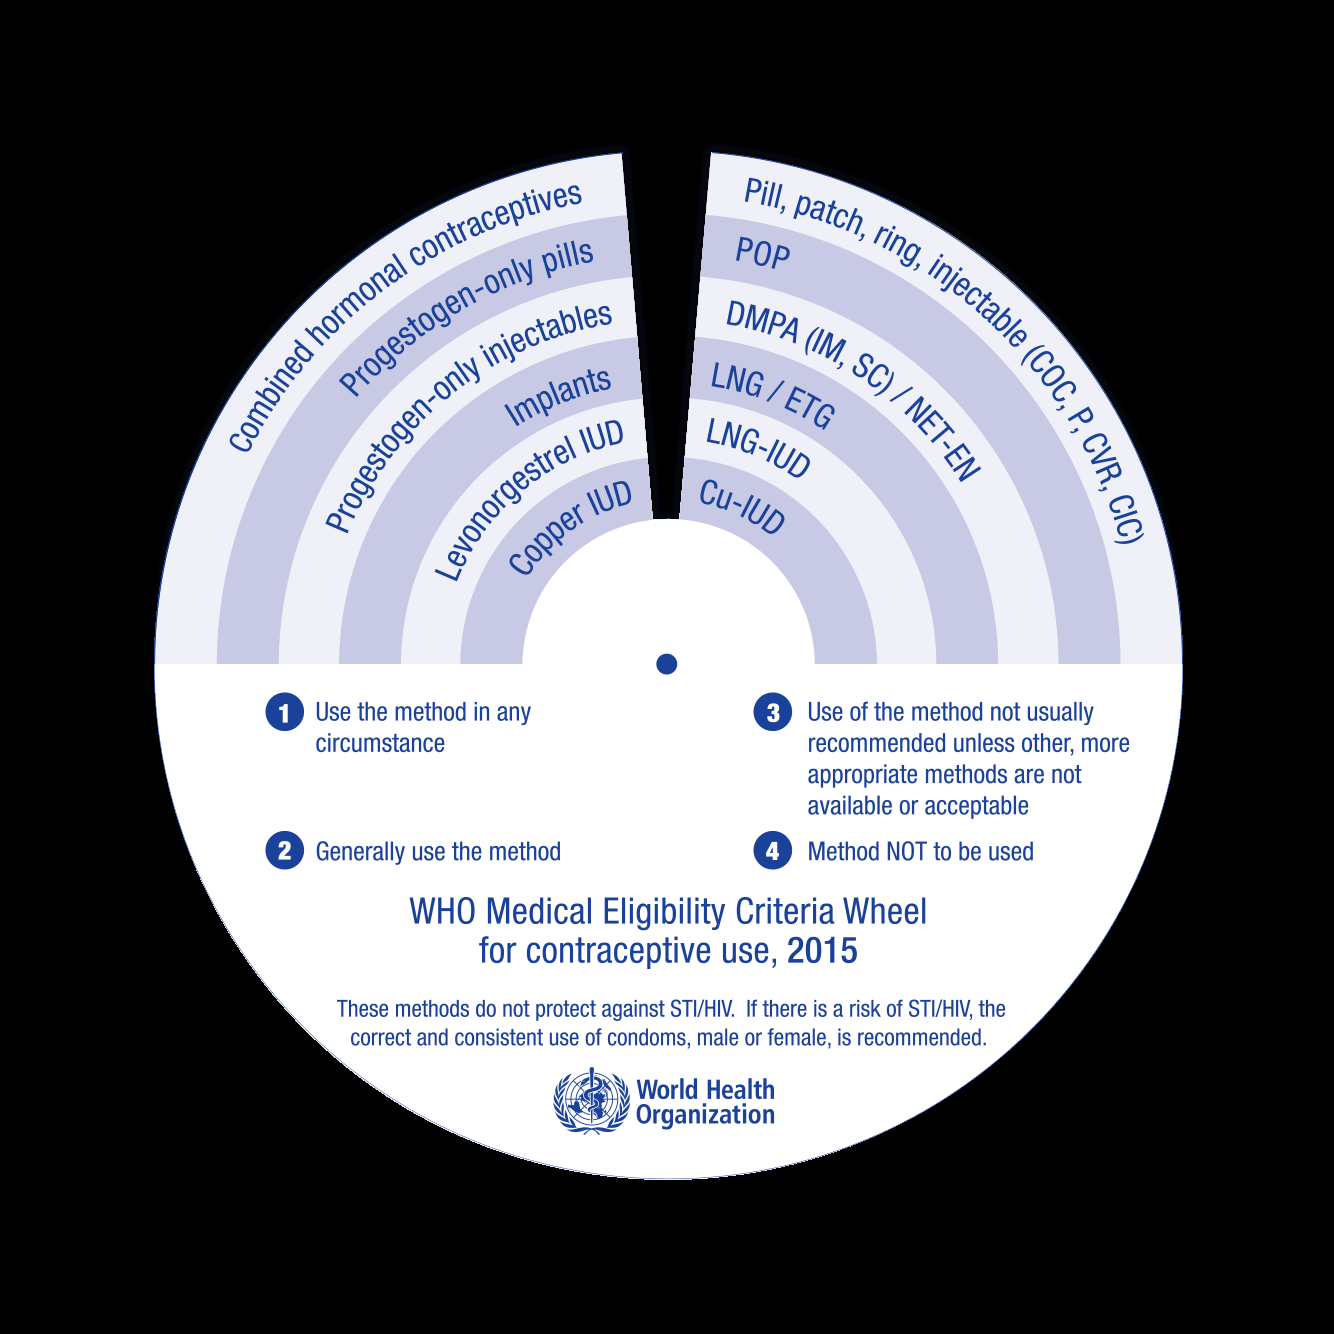 Combined hormonal contraceptives
Progestogen-only pills
Progestogen-only injectables
Implants
Levonorgestrel IUD
Copper IUD
Pill, patch, ring, injectable (COC, P, CVR, CIC)
POP
DMPA (IM, SC) / NET-EN
LNG / ETG
LNG-IUD
Cu-IUD
1 Use the method in any
circumstance
2 Generally use the method
3 Use of the method not usually
recommended unless other, more
appropriate methods are not
available or acceptable
4 Method NOT to be used
WHO Medical Eligibility Criteria Wheel
for contraceptive use, 2015
These methods do not protect against STI/HIV. If there is a risk of STI/HIV, the
correct and consistent use of condoms, male or female, is recommended.
World Health
Organization